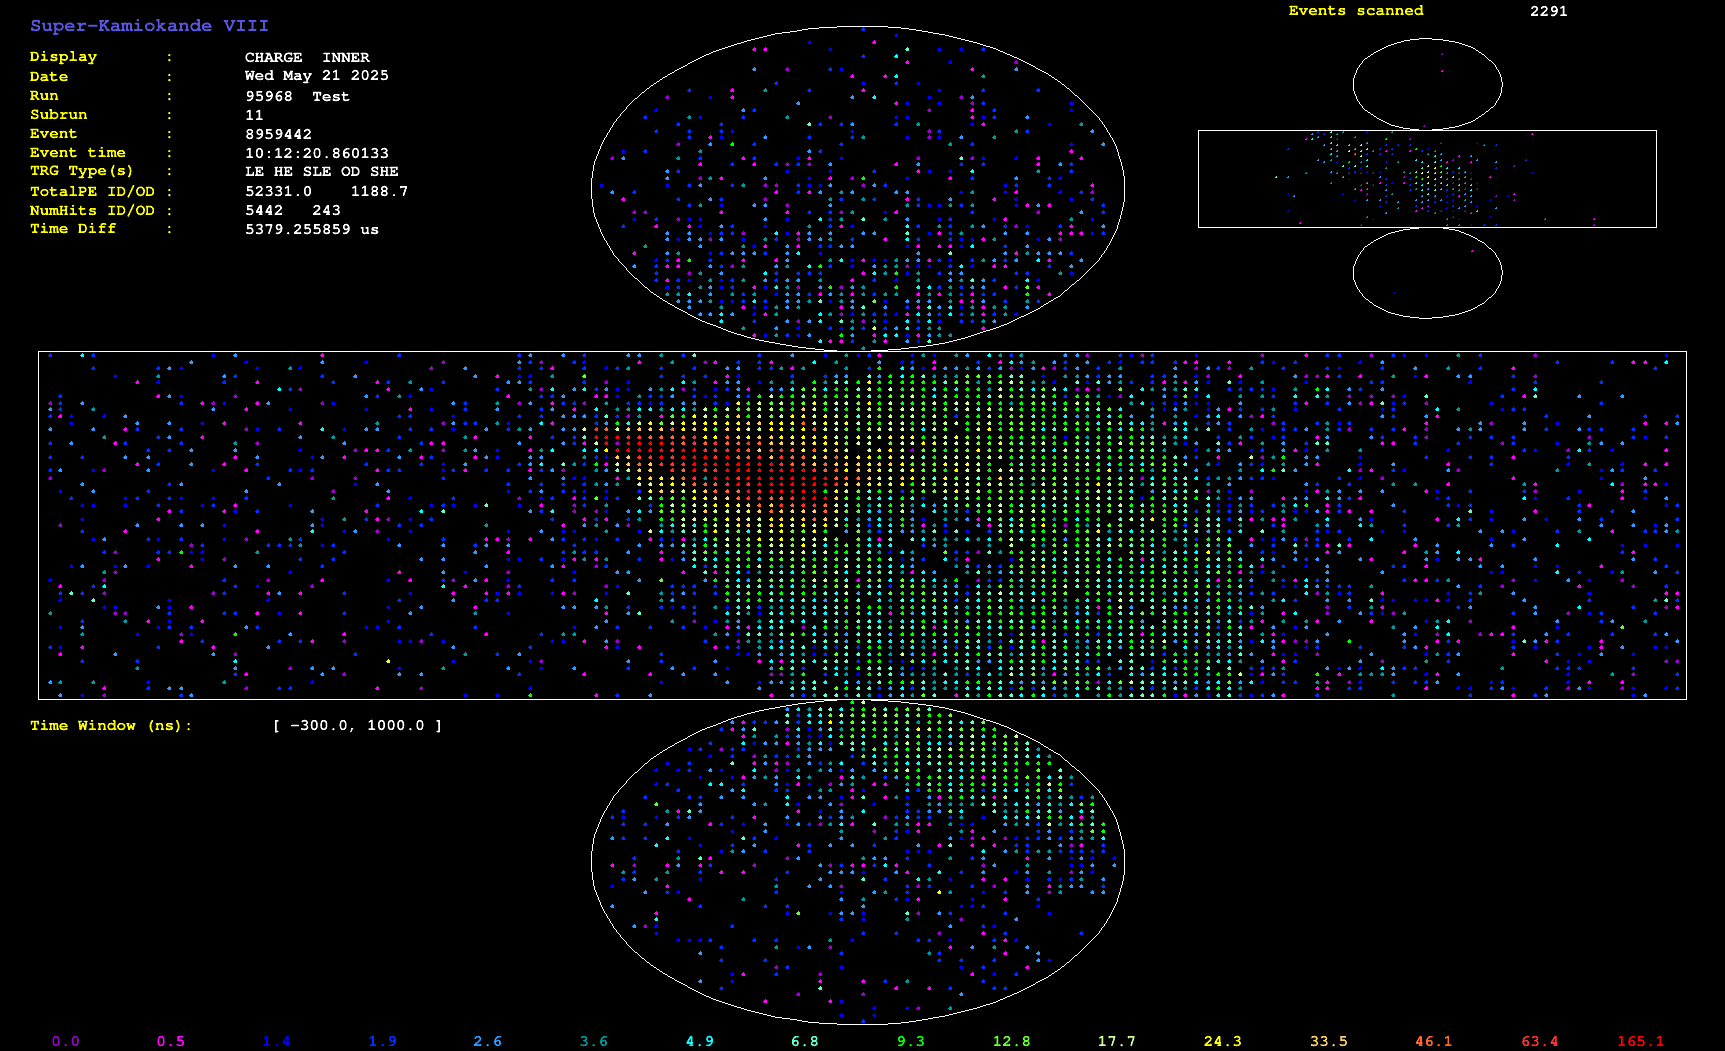 Super-Kamiokande VIII
Events scanned 2291
Display : CHARGE INNER
Date : Wed May 21 2025
Run : 95968 Test
Subrun : 11
Event : 8959442
Event time : 10:12:20.860133
TRG Type(s) : LE HE SLE OD SHE
TotalPE ID/OD : 52331.0 1188.7
NumHits ID/OD : 5442 243
Time Diff : 5379.255859 us
Time Window (ns): [ -300.0, 1000.0 ]
0.0 0.5 1.4 1.9 2.6 3.6 4.9 6.8 9.3 12.8 17.7 24.3 33.5 46.1 63.4 165.1